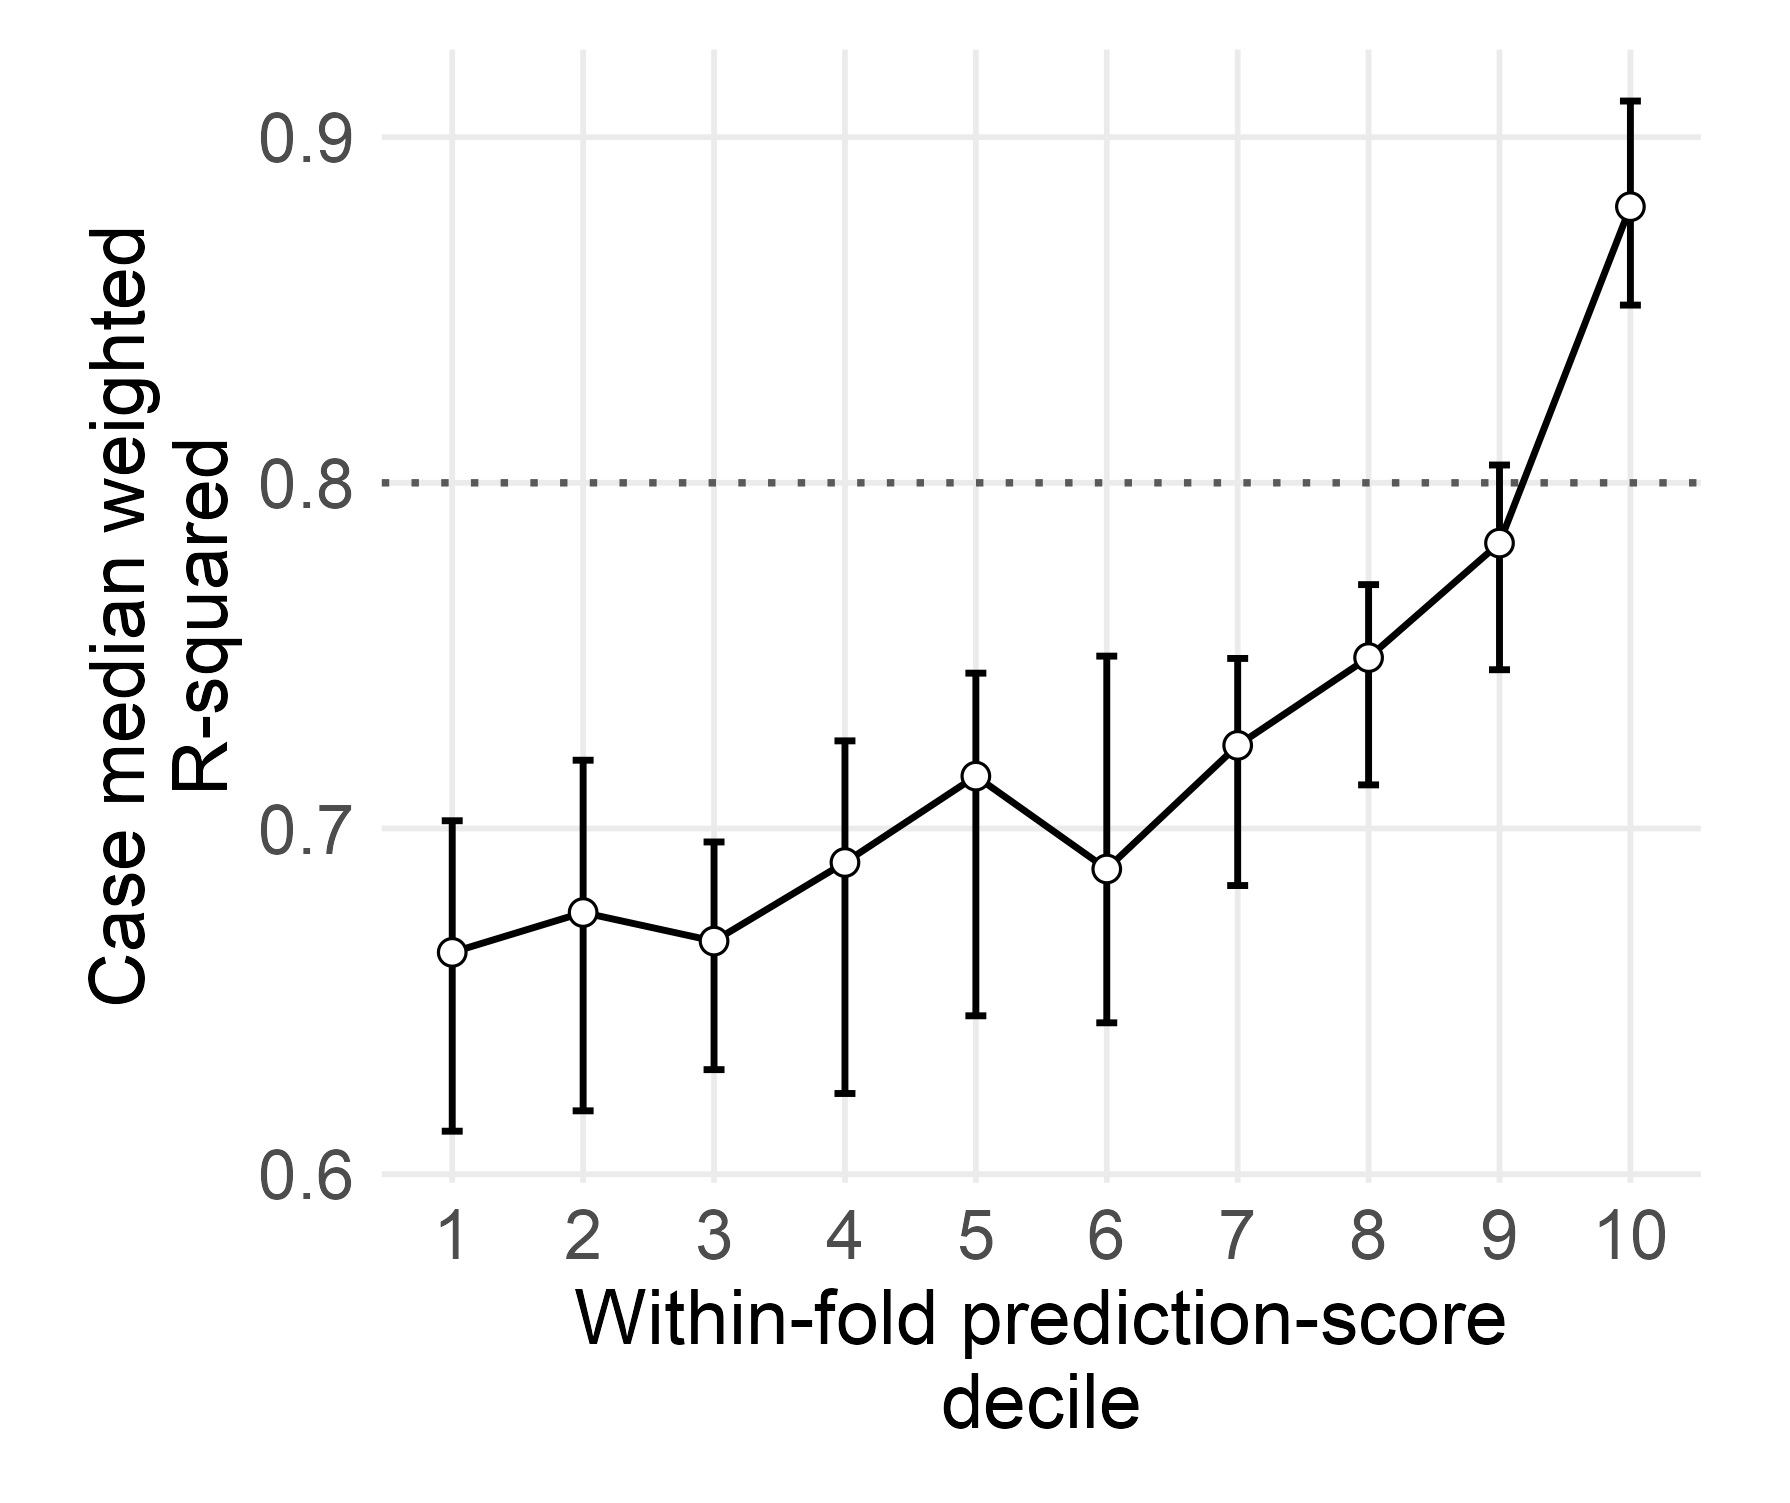 Case median weighted
R-squared
0.9
0.8
0.7
0.6
1 2 3 4 5 6 7 8 9 10
Within-fold prediction-score
decile